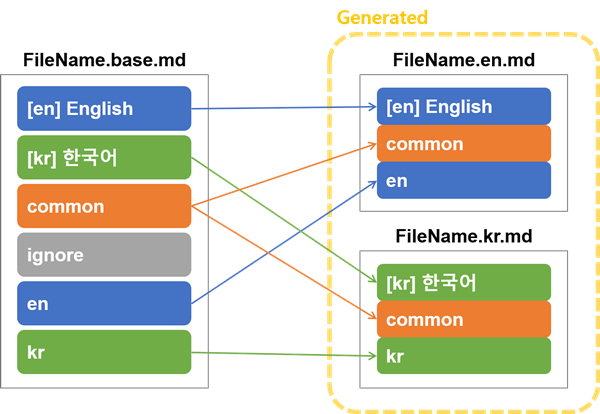 Generated
FileName.base.md
[en] English
[kr] 한국어
common
ignore
en
kr
FileName.en.md
[en] English
common
en
FileName.kr.md
[kr] 한국어
common
kr